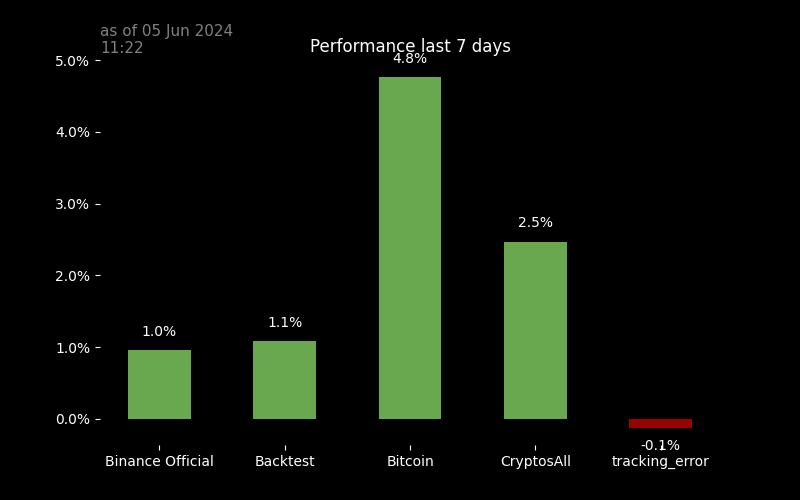 as of 05 Jun 2024
11:22
Performance last 7 days
5.0%
4.0%
3.0%
2.0%
1.0%
0.0%
1.0%
1.1%
4.8%
2.5%
-0.1%
Binance Official
Backtest
Bitcoin
CryptosAll
tracking_error